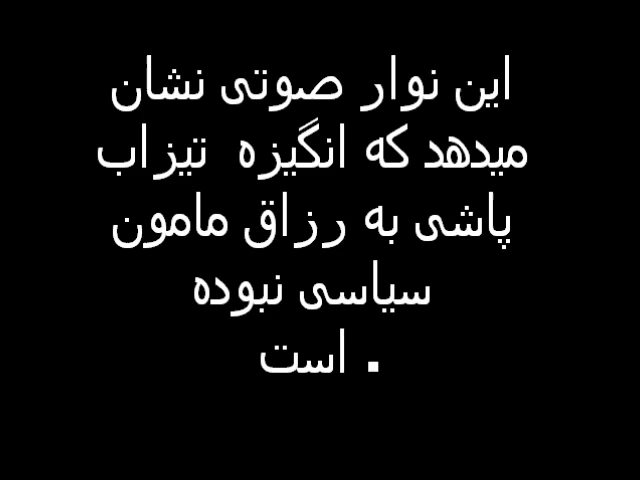 این نوار صوتی نشان
میدهد که انگیزه تیزاب
پاشی به رزاق مامون
سیاسی نبوده
است .